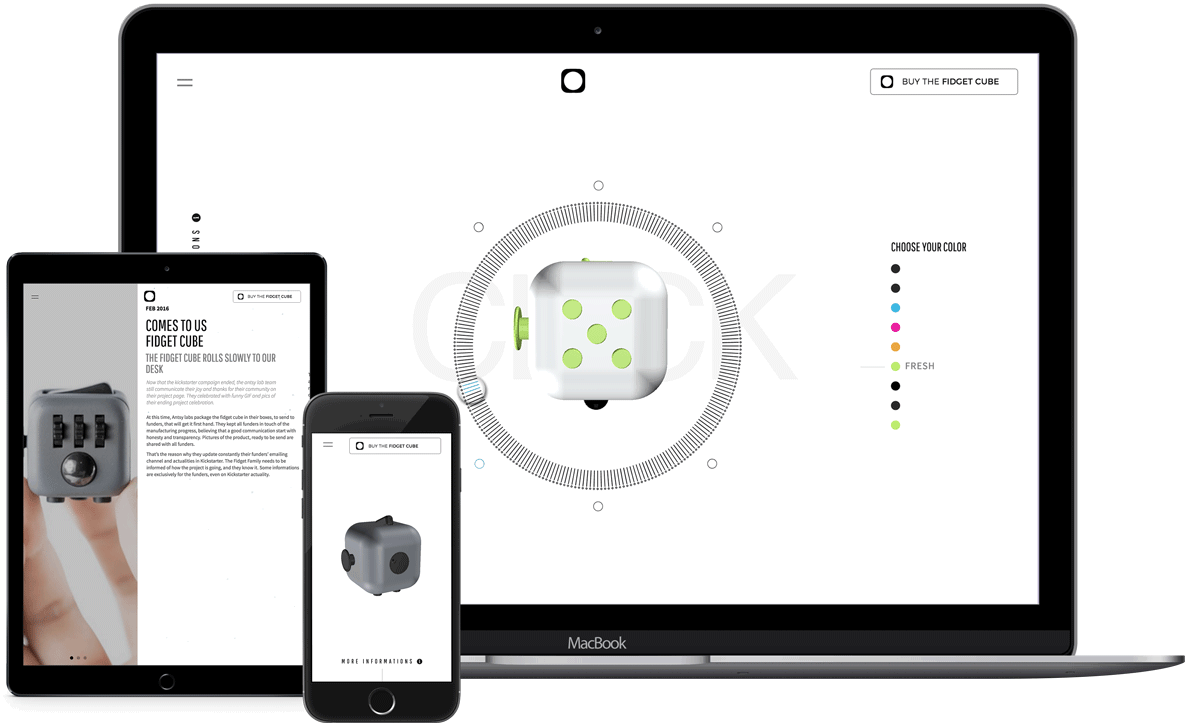 BUY THE FIDGET CUBE
CLICK
CHOOSE YOUR COLOR
FRESH
MacBook
BUY THE FIDGET CUBE
FEB 2016
COMES TO US
FIDGET CUBE
THE FIDGET CUBE ROLLS SLOWLY TO OUR
DESK
Now that the kickstarter campaign ended, the antsy lab team
still communicate their joy and thanks for their community on
their project page. They celebrated with funny GIF and pics of
their ending project celebration.
At this time, Antsy labs package the fidget cube in their boxes, to send to
funders, that will get it first hand. They kept all funders in touch of the
manufacturing progress, believing that a good communication start with
honesty and transparency. Pictures of the product, ready to be send are
shared with all funders.
That's the reason why they update constantly their funders' emailing
channel and actualities in Kickstarter. The Fidget Family needs to be
informed of how the project is going, and they know it. Some informations
are exclusively for the funders, even on Kickstarter actuality.
BUY THE FIDGET CUBE
MORE INFORMATIONS